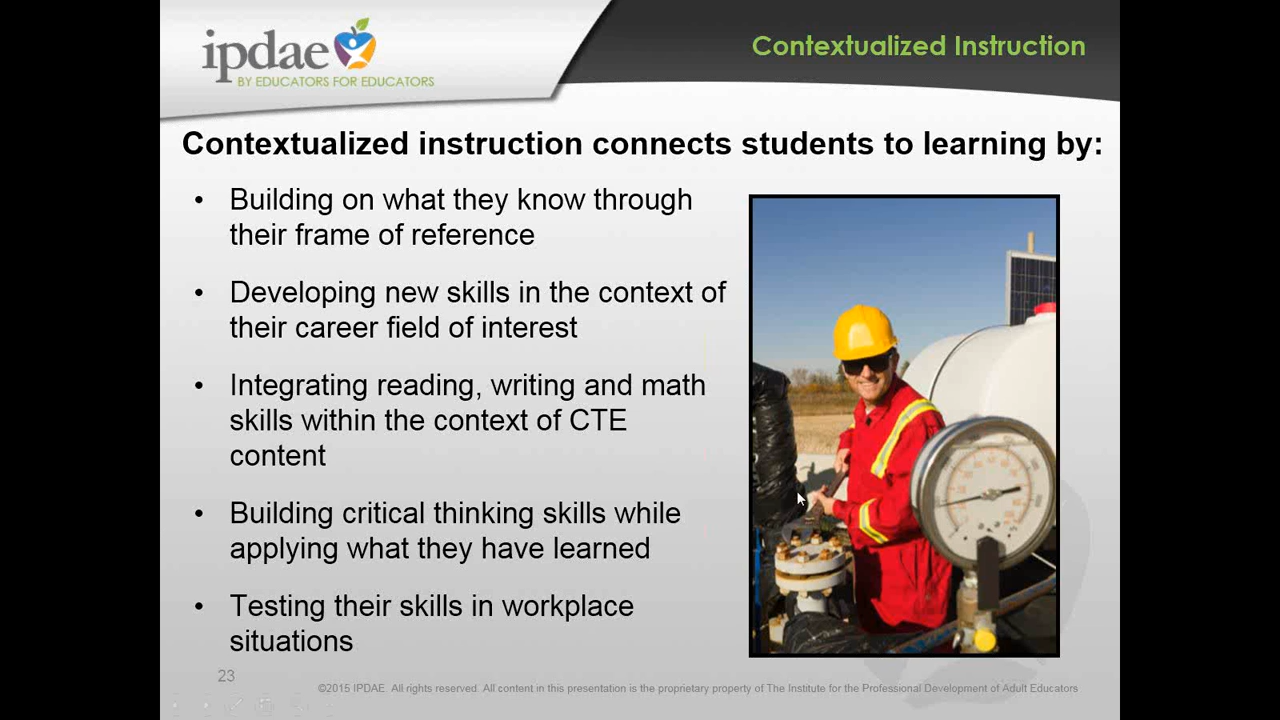 ipdae
BY EDUCATORS FOR EDUCATORS
Contextualized Instruction
Contextualized instruction connects students to learning by:
• Building on what they know through
their frame of reference
• Developing new skills in the context of
their career field of interest
• Integrating reading, writing and math
skills within the context of CTE
content
• Building critical thinking skills while
applying what they have learned
• Testing their skills in workplace
situations
23
©2015 IPDAE. All rights reserved. All content in this presentation is the proprietary property of The Institute for the Professional Development of Adult Educators